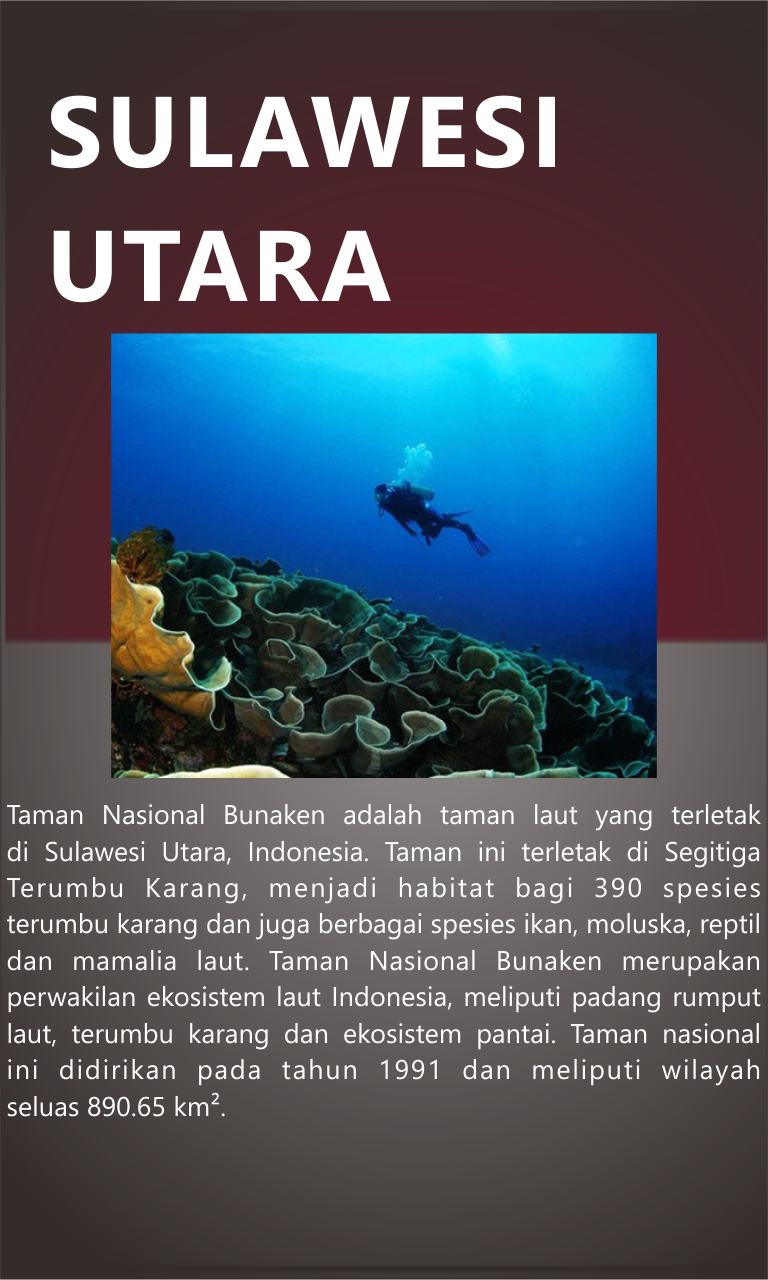 SULAWESI
UTARA
Taman Nasional Bunaken adalah taman laut yang terletak
di Sulawesi Utara, Indonesia. Taman ini terletak di Segitiga
Terumbu Karang, menjadi habitat bagi 390 spesies
terumbu karang dan juga berbagai spesies ikan, moluska, reptil
dan mamalia laut. Taman Nasional Bunaken merupakan
perwakilan ekosistem laut Indonesia, meliputi padang rumput
laut, terumbu karang dan ekosistem pantai. Taman nasional
ini didirikan pada tahun 1991 dan meliputi wilayah
seluas 890.65 km².